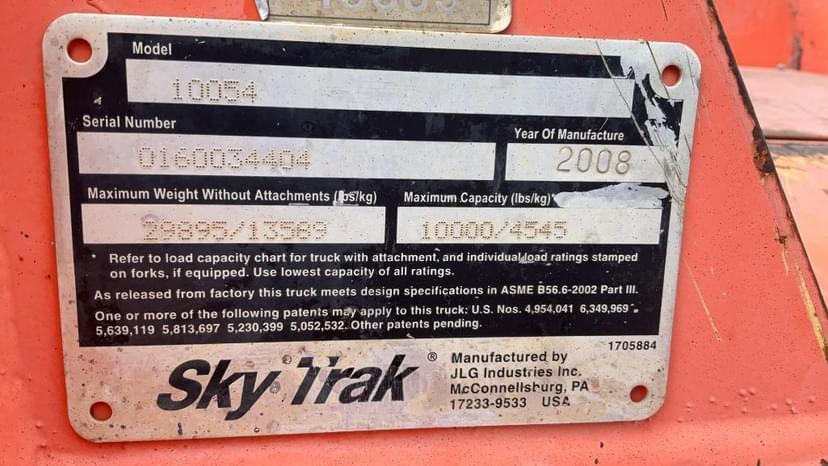 Model
10054
Serial Number
Year Of Manufacture
0160034404
2008
Maximum Weight Without Attachments (lbs/kg)
Maximum Capacity (lbs/kg)*
29895/13589
10000/4545
* Refer to load capacity chart for truck with attachment, and individual load ratings stamped
on forks, if equipped. Use lowest capacity of all ratings.
As released from factory this truck meets design specifications in ASME B56.6-2002 Part III.
One or more of the following patents may apply to this truck: U.S. Nos. 4,954,041 6,349,969
5,639,119 5,813,697 5,230,399 5,052,532. Other patents pending.
1705884
Sky Trak ®
Manufactured by
JLG Industries Inc.
McConnellsburg, PA
17233-9533 USA